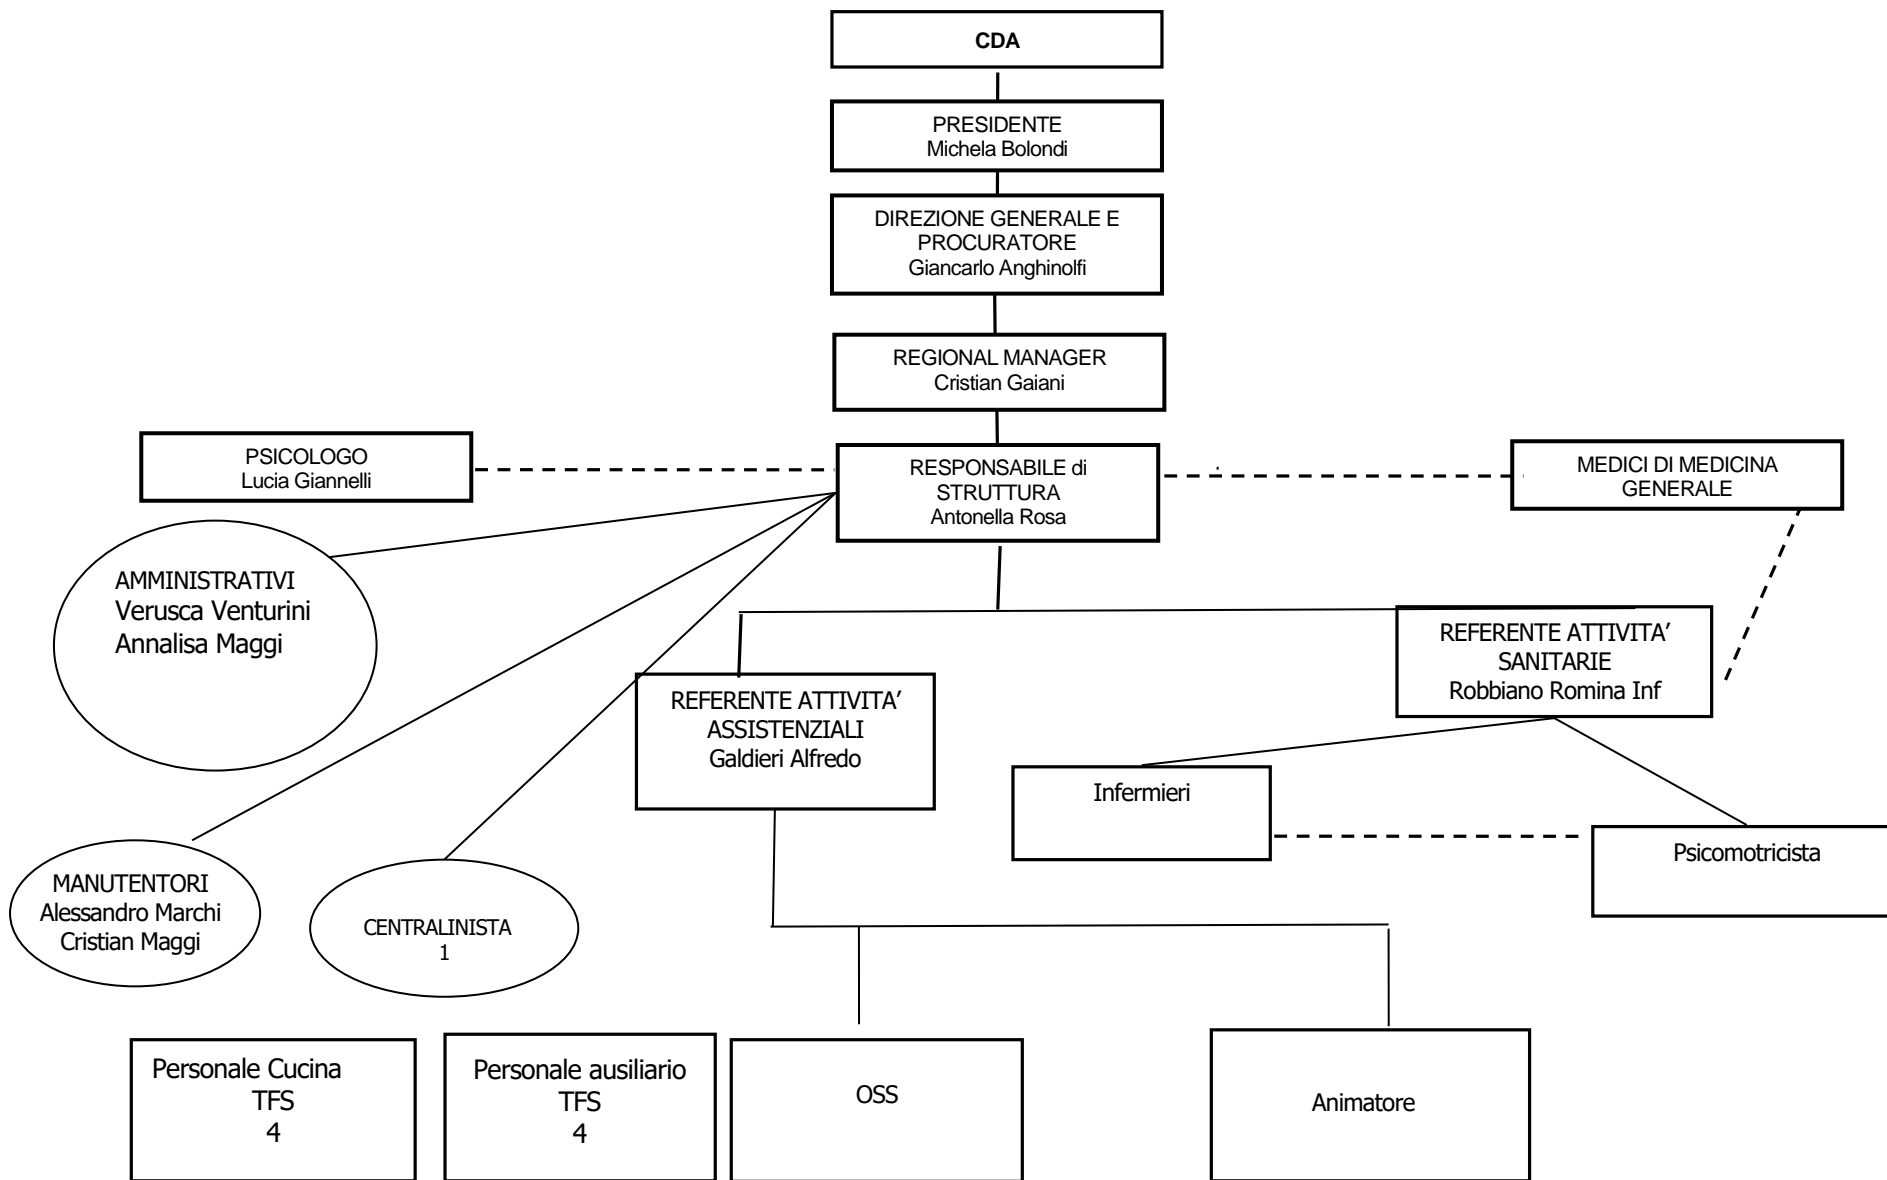 CDA
PRESIDENTE
Michela Bolondi
DIREZIONE GENERALE E
PROCURATORE
Giancarlo Anghinolfi
REGIONAL MANAGER
Cristian Gaiani
PSICOLOGO
Lucia Giannelli
RESPONSABILE di
STRUTTURA
Antonella Rosa
MEDICI DI MEDICINA
GENERALE
AMMINISTRATIVI
Verusca Venturini
Annalisa Maggi
REFERENTE ATTIVITA’
SANITARIE
Robbiano Romina Inf
REFERENTE ATTIVITA’
ASSISTENZIALI
Galdieri Alfredo
Infermieri
Psicomotricista
MANUTENTORI
Alessandro Marchi
Cristian Maggi
CENTRALINISTA
1
Personale Cucina
TFS
4
Personale ausiliario
TFS
4
OSS
Animatore